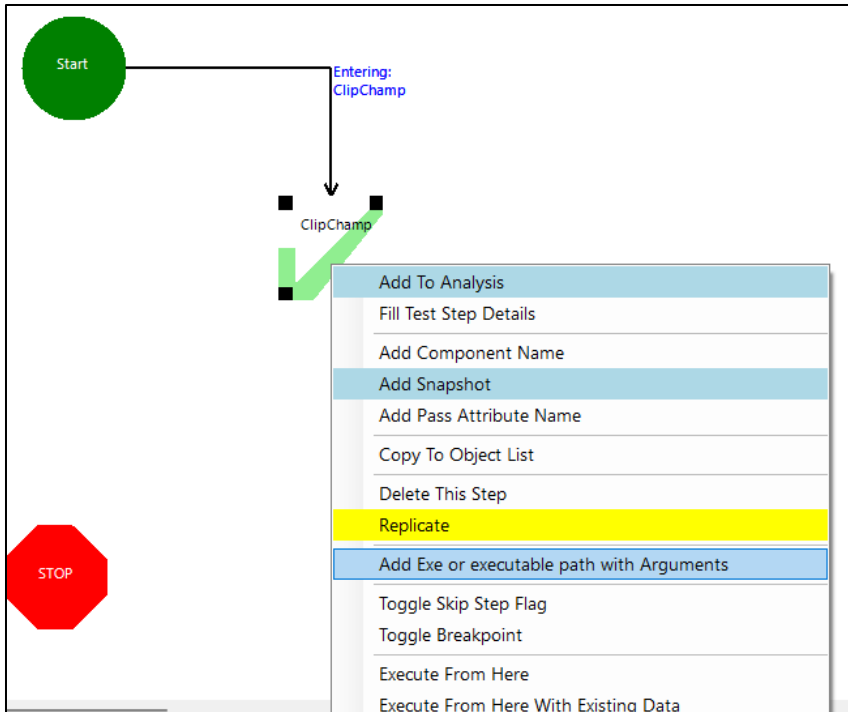 Start
Entering:
ClipChamp
ClipChamp
Add To Analysis
Fill Test Step Details
Add Component Name
Add Snapshot
Add Pass Attribute Name
Copy To Object List
Delete This Step
Replicate
STOP
Add Exe or executable path with Arguments
Toggle Skip Step Flag
Toggle Breakpoint
Execute From Here
Execute From Here With Existing Data